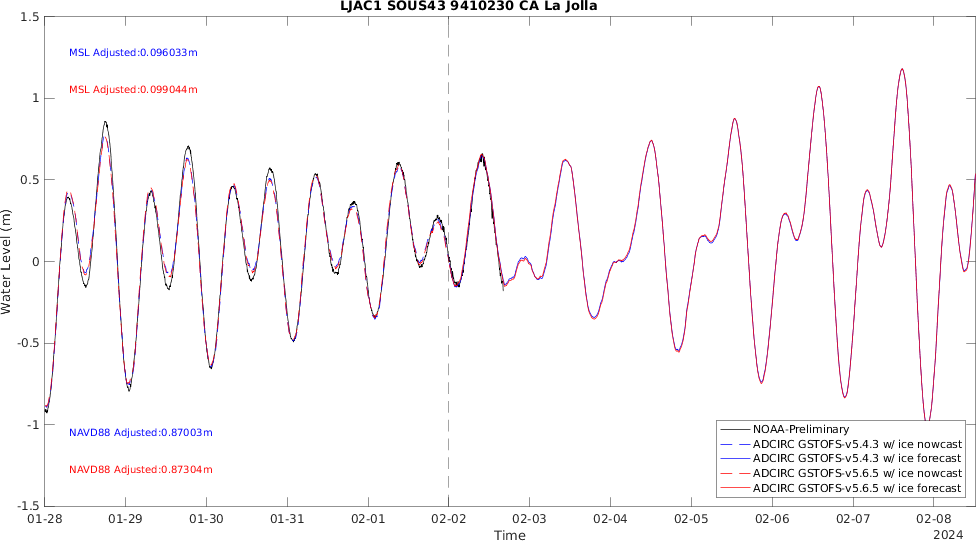 LJAC1 SOUS43 9410230 CA La Jolla
1.5
1
0.5
0
-0.5
-1
-1.5
Water Level (m)
MSL Adjusted:0.096033m
MSL Adjusted:0.099044m
NAVD88 Adjusted:0.87003m
NAVD88 Adjusted:0.87304m
NOAA-Preliminary
ADCIRC GSTOFS-v5.4.3 w/ ice nowcast
ADCIRC GSTOFS-v5.4.3 w/ ice forecast
ADCIRC GSTOFS-v5.6.5 w/ ice nowcast
ADCIRC GSTOFS-v5.6.5 w/ ice forecast
01-28 01-29 01-30 01-31 02-01 02-02 02-03 02-04 02-05 02-06 02-07 02-08
Time
2024